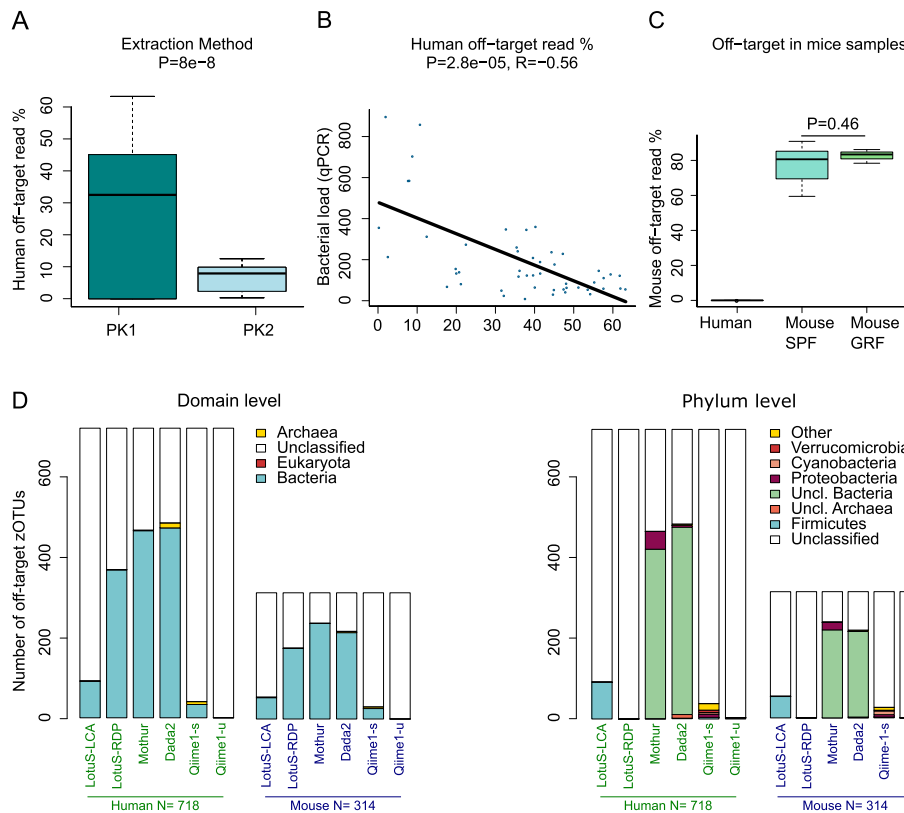 A
Extraction Method
P=8e−8
Human off−target read %
0
10
20
30
40
50
60
PK1
PK2
B
Human off−target read %
P=2.8e−05, R=−0.56
Bacterial load (qPCR)
0
200
400
600
800
0
10
20
30
40
50
60
C
Off−target in mice samples
P=0.46
Mouse off−target read %
0
20
40
60
80
Human
Mouse
SPF
Mouse
GRF
D
Domain level
Archaea
Unclassified
Eukaryota
Bacteria
Number of off-target zOTUs
0
200
400
600
LotuS-LCA
LotuS-RDP
Mothur
Dada2
Qiime1-s
Qiime1-u
Human N= 718
LotuS-LCA
LotuS-RDP
Mothur
Dada2
Qiime1-s
Qiime1-u
Mouse N= 314
Phylum level
Other
Verrucomicrobia
Cyanobacteria
Proteobacteria
Uncl. Bacteria
Uncl. Archaea
Firmicutes
Unclassified
0
200
400
600
LotuS-LCA
LotuS-RDP
Mothur
Dada2
Qiime1-s
Qiime1-u
Human N= 718
LotuS-LCA
LotuS-RDP
Mothur
Dada2
Qiime-1-s
Qiime1-u
Mouse N= 314